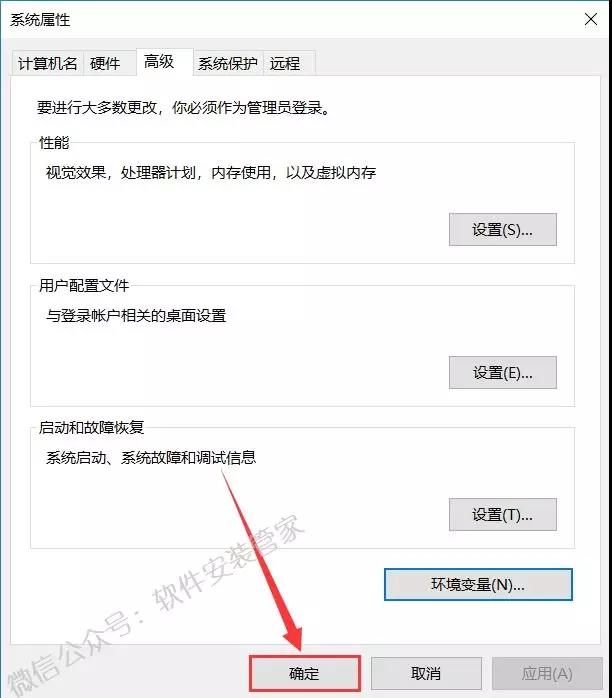 系统属性
计算机名 硬件 高级 系统保护 远程
要进行大多数更改，你必须作为管理员登录。
性能
视觉效果，处理器计划，内存使用，以及虚拟内存
设置(S)...
用户配置文件
与登录帐户相关的桌面设置
设置(E)...
启动和故障恢复
系统启动、系统故障和调试信息
设置(T)...
环境变量(N)...
确定 取消 应用(A)
微信公众号：软件安装管家